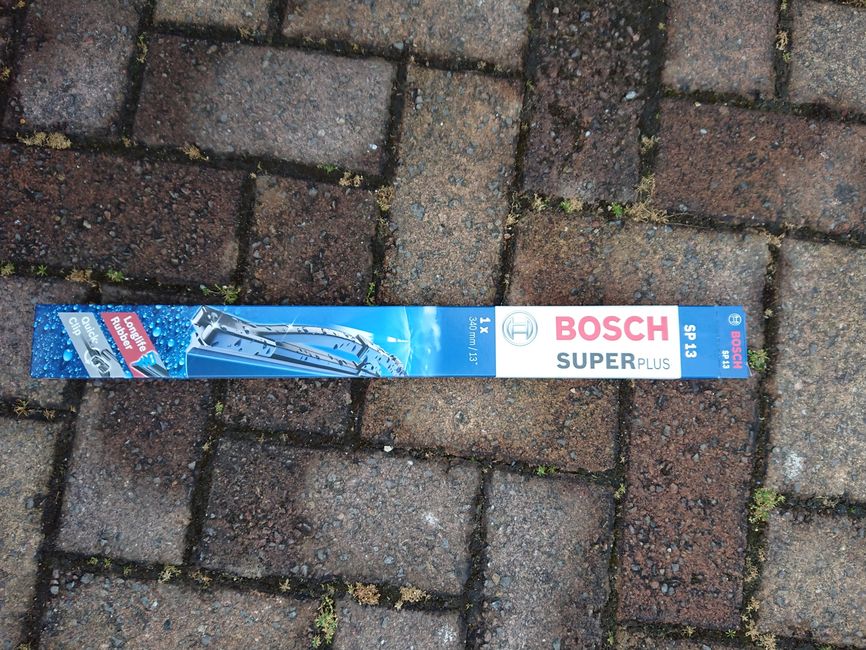 Quick-
Clip
Longlife
Rubber
1 x
340 mm / 13"
BOSCH
SUPER PLUS
SP 13
BOSCH
SP 13